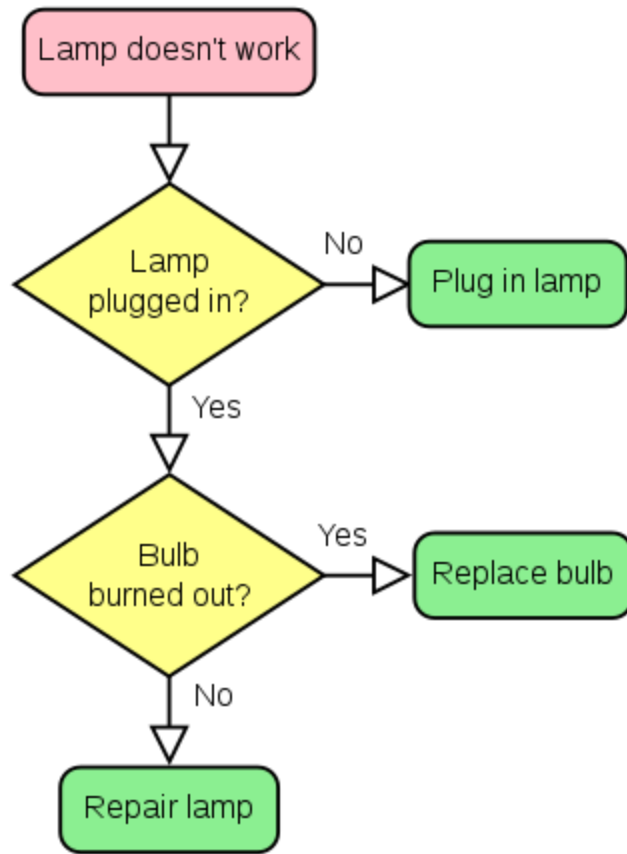 Lamp doesn't work
Lamp
plugged in?
No
Plug in lamp
Yes
Bulb
burned out?
Yes
Replace bulb
No
Repair lamp